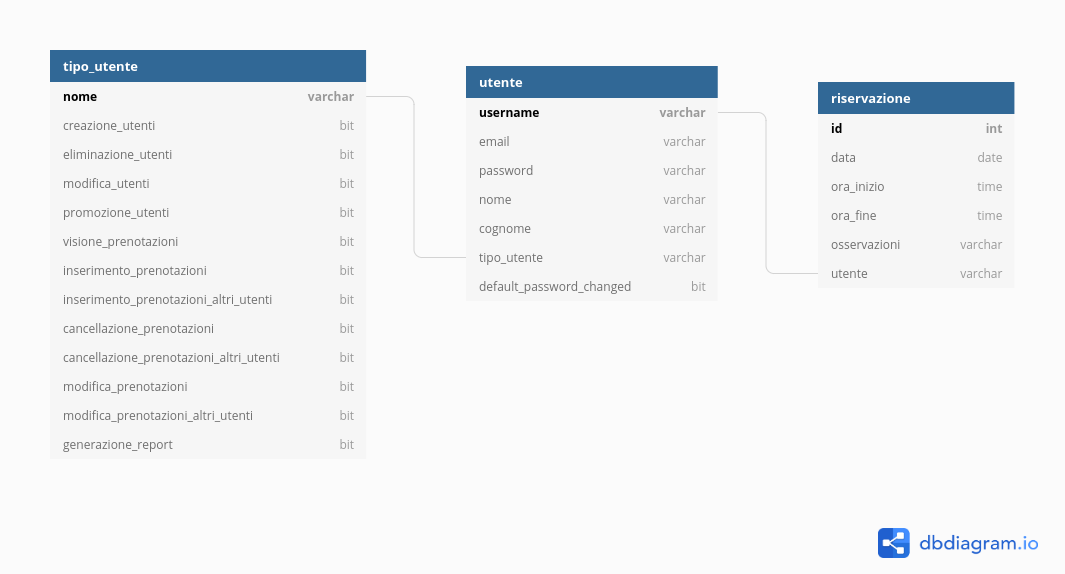 tipo_utente
nome varchar
creazione_utenti bit
eliminazione_utenti bit
modifica_utenti bit
promozione_utenti bit
visione_prenotazioni bit
inserimento_prenotazioni bit
inserimento_prenotazioni_altri_utenti bit
cancellazione_prenotazioni bit
cancellazione_prenotazioni_altri_utenti bit
modifica_prenotazioni bit
modifica_prenotazioni_altri_utenti bit
generazione_report bit
utente
username varchar
email varchar
password varchar
nome varchar
cognome varchar
tipo_utente varchar
default_password_changed bit
riservazione
id int
data date
ora_inizio time
ora_fine time
osservazioni varchar
utente varchar
dbdiagram.io